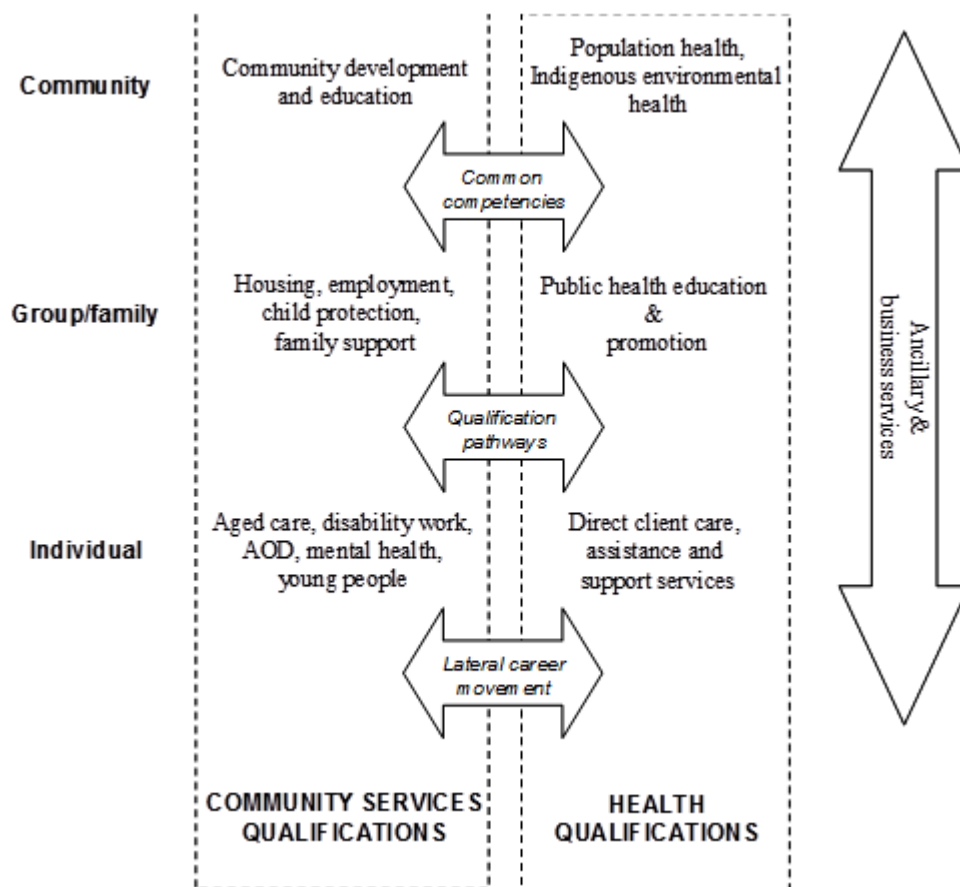 Community
Community development
and education
Population health,
Indigenous environmental
health
Common
competencies
Group/family
Housing, employment,
child protection,
family support
Public health education
&
promotion
Qualification
pathways
Individual
Aged care, disability work,
AOD, mental health,
young people
Direct client care,
assistance and
support services
Lateral career
movement
COMMUNITY SERVICES
QUALIFICATIONS
HEALTH
QUALIFICATIONS
Ancillary &
business services